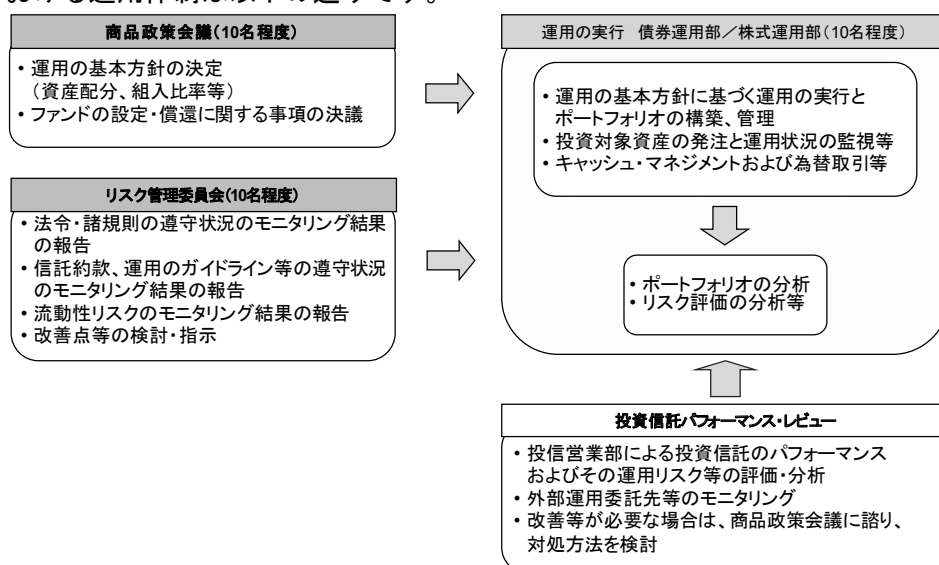 おける運用体制は以下の通りです。
商品政策会議(10名程度)
・運用の基本方針の決定
(資産配分、組入比率等)
・ファンドの設定・償還に関する事項の決議
リスク管理委員会(10名程度)
・法令・諸規則の遵守状況のモニタリング結果
の報告
・信託約款、運用のガイドライン等の遵守状況
のモニタリング結果の報告
・流動性リスクのモニタリング結果の報告
・改善点等の検討・指示
運用の実行 債券運用部/株式運用部(10名程度)
・運用の基本方針に基づく運用の実行と
ポートフォリオの構築、管理
・投資対象資産の発注と運用状況の監視等
・キャッシュ・マネジメントおよび為替取引等
・ポートフォリオの分析
・リスク評価の分析等
投資信託パフォーマンス・レビュー
・投信営業部による投資信託のパフォーマンス
およびその運用リスク等の評価・分析
・外部運用委託先等のモニタリング
・改善等が必要な場合は、商品政策会議に諮り、
対処方法を検討